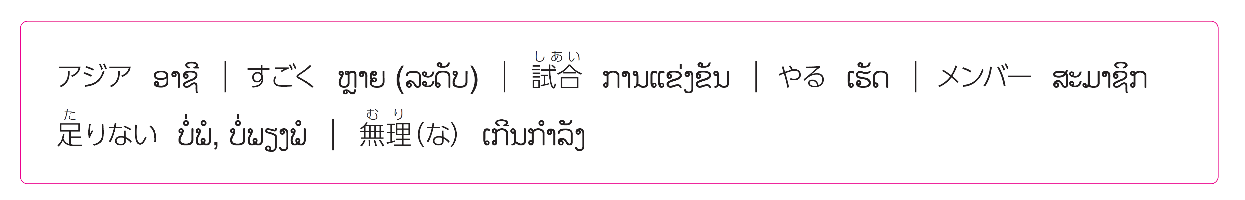 アジア ອາຊີ | すごく ຫຼາຍ (ລະດັບ) | 試合 ການແຂ່ງຂັນ | やる ເຮັດ | メンバー ສະມາຊິກ
足りない ບໍ່ພໍ, ບໍ່ພຽງພໍ | 無理(な) ເກີນກຳລັງ